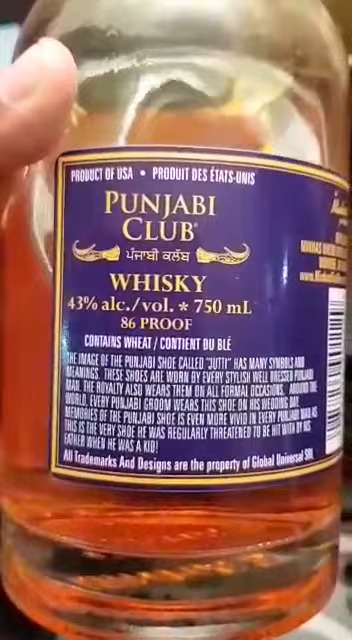 PRODUCT OF USA • PRODUIT DES ÉTATS-UNIS
PUNJABI
CLUB®
ਪੰਜਾਬੀ ਕਲੱਬ
WHISKY
43% alc./vol. * 750 mL
86 PROOF
CONTAINS WHEAT / CONTIENT DU BLÉ
THE IMAGE OF THE PUNJABI SHOE CALLED "JUTTI" HAS MANY SYMBOLS AND
MEANINGS. THESE SHOES ARE WORN BY EVERY STYLISH WELL DRESSED PUNJABI
MAN. THE ROYALTY ALSO WEARS THEM ON ALL FORMAL OCCASIONS. AROUND THE
WORLD, EVERY PUNJABI GROOM WEARS THIS SHOE ON HIS WEDDING DAY.
MEMORIES OF THE PUNJABI SHOE IS EVEN MORE VIVID IN EVERY PUNJABI MAN AS
THIS IS THE VERY SHOE HE WAS REGULARLY THREATENED TO BE HIT WITH BY HIS
FATHER WHEN HE WAS A KID!
All Trademarks And Designs are the property of Global Universal SRL